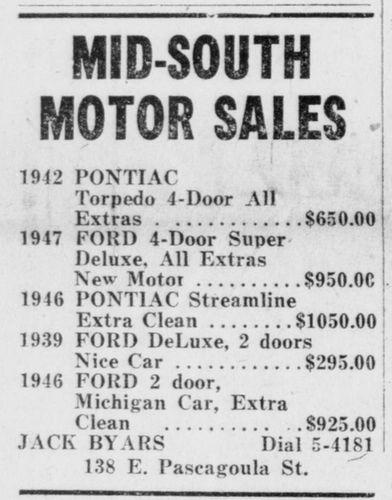 MID-SOUTH
MOTOR SALES
1942 PONTIAC
Torpedo 4-Door All
Extras ............ $650.00
1947 FORD 4-Door Super
Deluxe, All Extras
New Motor ......... $950.00
1946 PONTIAC Streamline
Extra Clean ....... $1050.00
1939 FORD DeLuxe, 2 doors
Nice Car .......... $295.00
1946 FORD 2 door,
Michigan Car, Extra
Clean .......... $925.00
JACK BYARS Dial 5-4181
138 E. Pascagoula St.